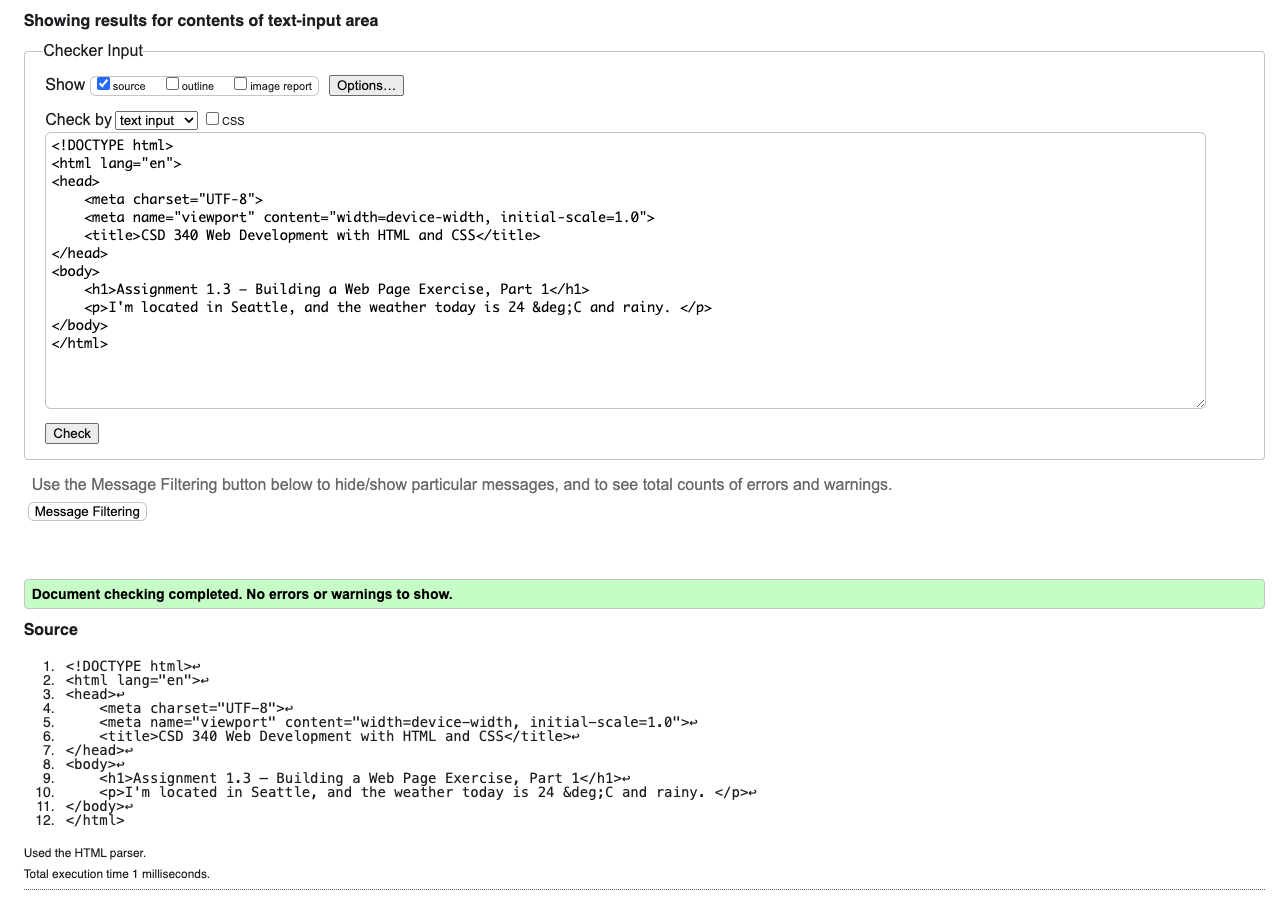 Showing results for contents of text-input area
Checker Input
Show source outline image report Options...
Check by text input css
<!DOCTYPE html>
<html lang="en">
<head>
    <meta charset="UTF-8">
    <meta name="viewport" content="width=device-width, initial-scale=1.0">
    <title>CSD 340 Web Development with HTML and CSS</title>
</head>
<body>
    <h1>Assignment 1.3 – Building a Web Page Exercise, Part 1</h1>
    <p>I'm located in Seattle, and the weather today is 24 &deg;C and rainy. </p>
</body>
</html>
Check
Use the Message Filtering button below to hide/show particular messages, and to see total counts of errors and warnings.
Message Filtering
Document checking completed. No errors or warnings to show.
Source
1. <!DOCTYPE html>↩
2. <html lang="en">↩
3. <head>↩
4.     <meta charset="UTF-8">↩
5.     <meta name="viewport" content="width=device-width, initial-scale=1.0">↩
6.     <title>CSD 340 Web Development with HTML and CSS</title>↩
7. </head>↩
8. <body>↩
9.     <h1>Assignment 1.3 – Building a Web Page Exercise, Part 1</h1>↩
10.     <p>I'm located in Seattle, and the weather today is 24 &deg;C and rainy. </p>↩
11. </body>↩
12. </html>
Used the HTML parser.
Total execution time 1 milliseconds.